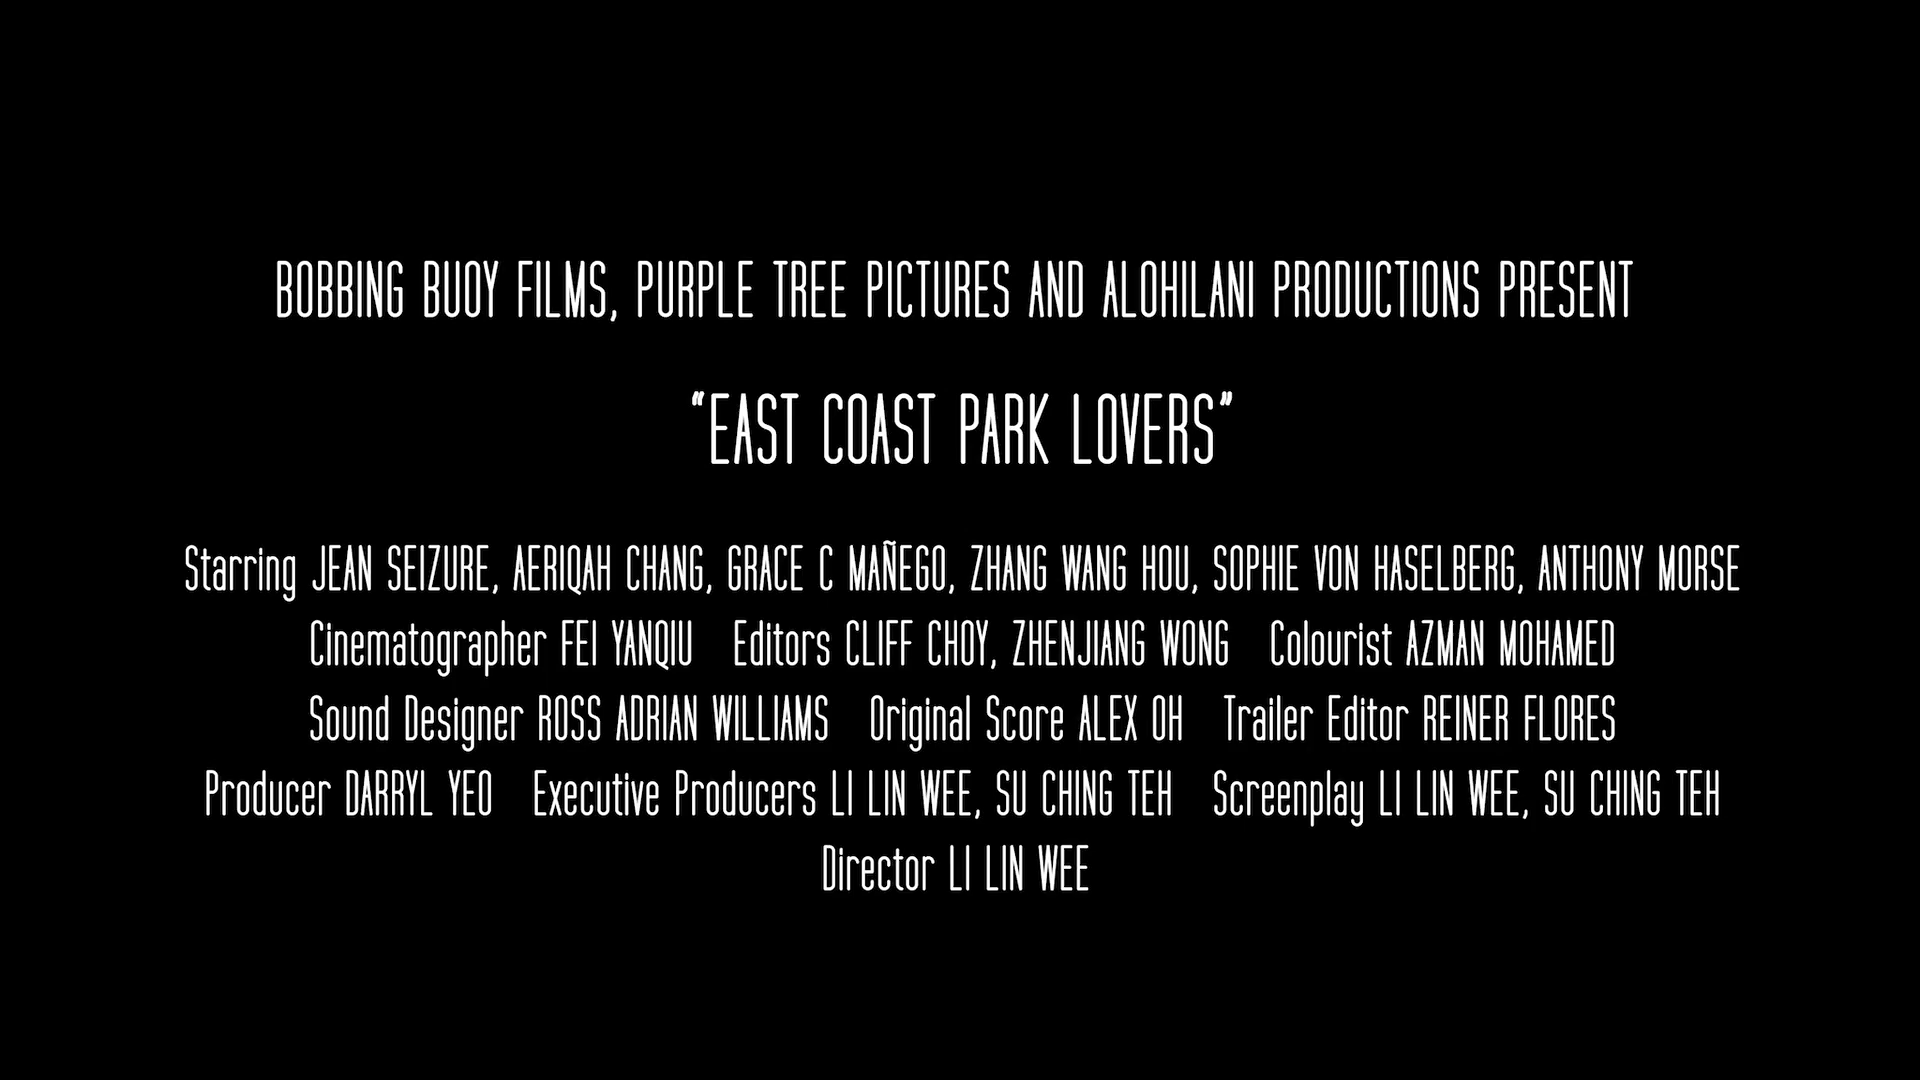 BOBBING BUOY FILMS, PURPLE TREE PICTURES AND ALOHILANI PRODUCTIONS PRESENT
“EAST COAST PARK LOVERS”
Starring JEAN SEIZURE, AERIQAH CHANG, GRACE C MAÑEGO, ZHANG WANG HOU, SOPHIE VON HASELBERG, ANTHONY MORSE
Cinematographer FEI YANQIU Editors CLIFF CHOY, ZHENJIANG WONG Colourist AZMAN MOHAMED
Sound Designer ROSS ADRIAN WILLIAMS Original Score ALEX OH Trailer Editor REINER FLORES
Producer DARRYL YEO Executive Producers LI LIN WEE, SU CHING TEH Screenplay LI LIN WEE, SU CHING TEH
Director LI LIN WEE